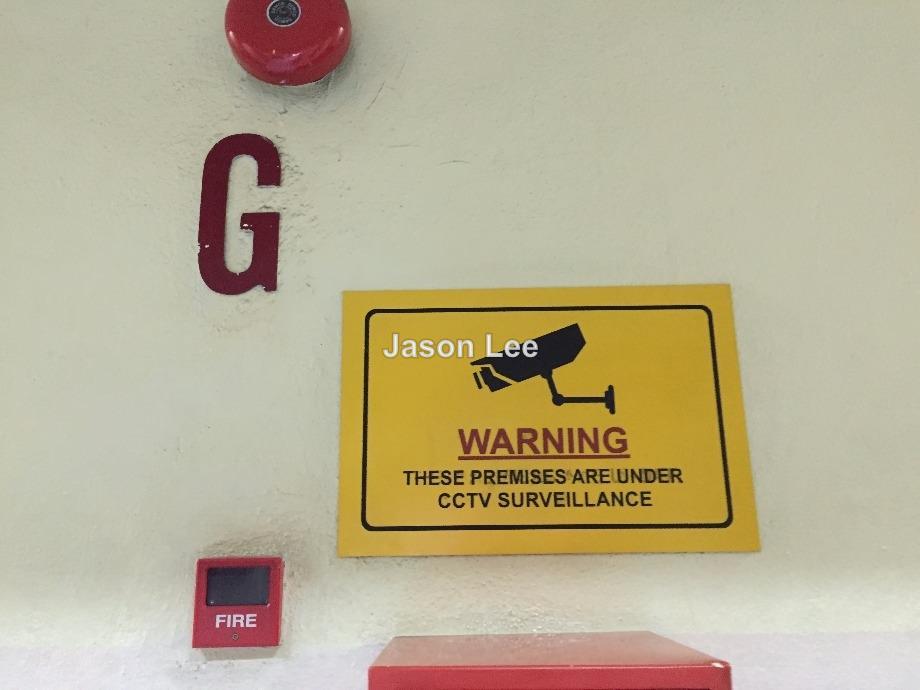 G
Jason Lee
WARNING
THESE PREMISES ARE UNDER
CCTV SURVEILLANCE
FIRE